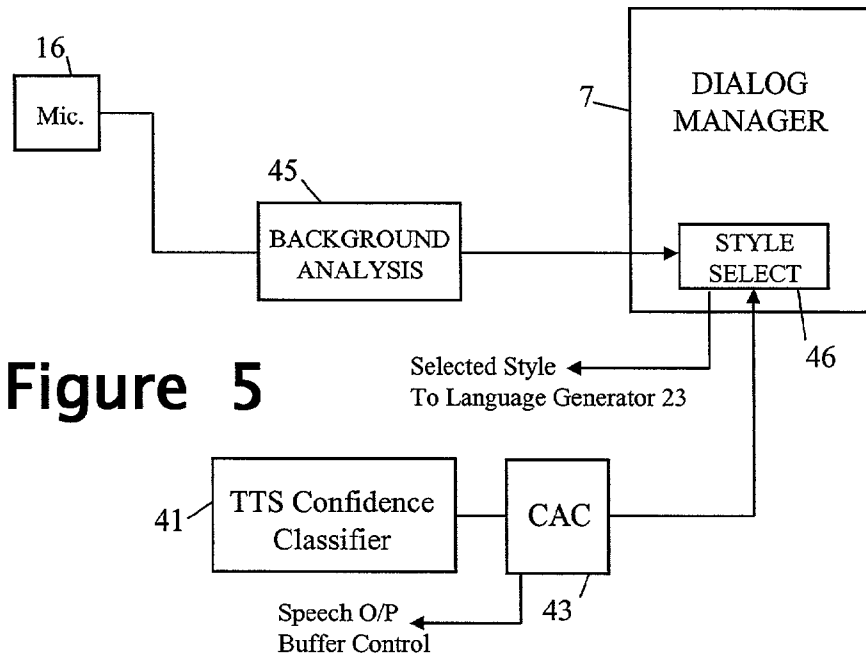 16
Mic.
7
DIALOG
MANAGER
45
BACKGROUND
ANALYSIS
STYLE
SELECT
46
Selected Style
To Language Generator 23
Figure 5
41
TTS Confidence
Classifier
CAC
43
Speech O/P
Buffer Control